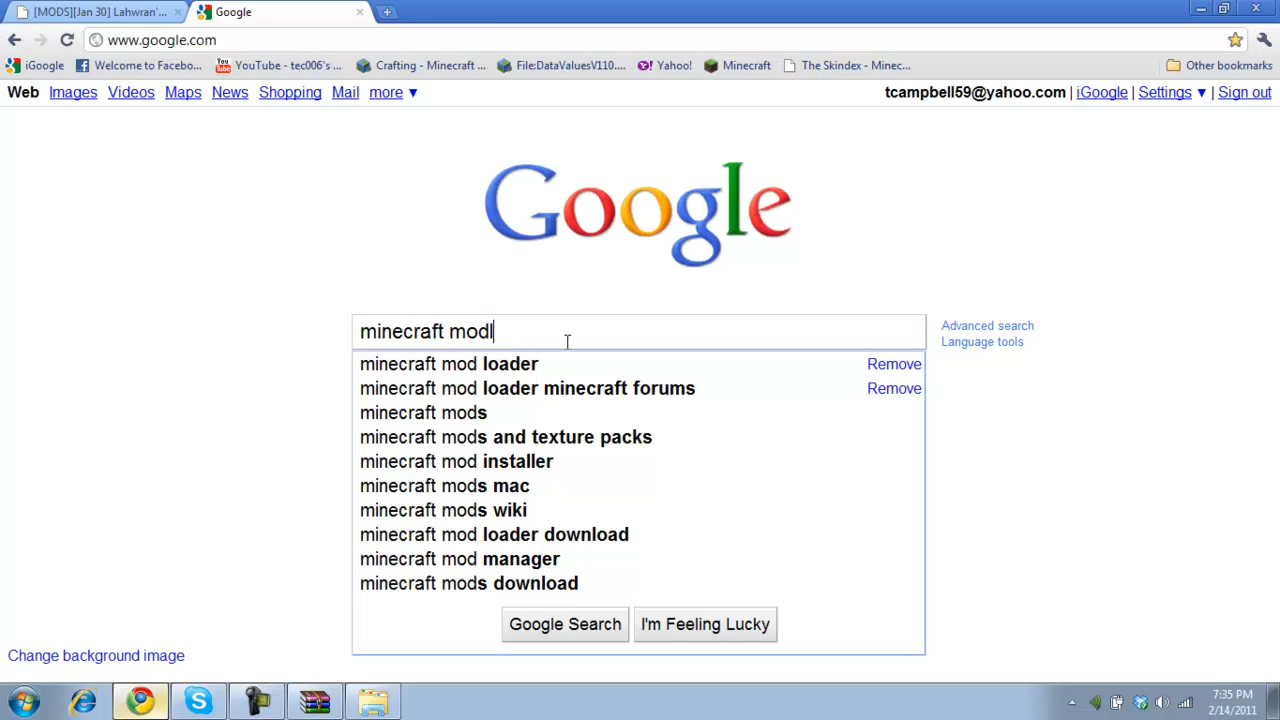 [MODS][Jan 30] Lahwran'...
Google
www.google.com
iGoogle
Welcome to Facebo...
YouTube - tec006's ...
Crafting - Minecraft ...
File:DataValuesV110....
Yahoo!
Minecraft
The Skindex - Minec...
Other bookmarks
Web Images Videos Maps News Shopping Mail more ▼
tcampbell59@yahoo.com | iGoogle | Settings ▼ | Sign out
Google
minecraft modl
Advanced search
Language tools
minecraft mod loader Remove
minecraft mod loader minecraft forums Remove
minecraft mods
minecraft mods and texture packs
minecraft mod installer
minecraft mods mac
minecraft mods wiki
minecraft mod loader download
minecraft mod manager
minecraft mods download
Google Search
I'm Feeling Lucky
Change background image
7:35 PM
2/14/2011